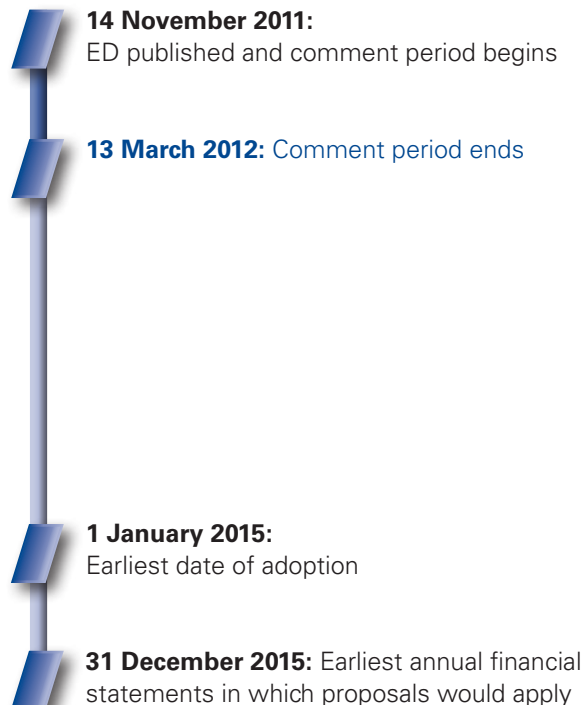 14 November 2011:
ED published and comment period begins
13 March 2012: Comment period ends
1 January 2015:
Earliest date of adoption
31 December 2015: Earliest annual financial
statements in which proposals would apply